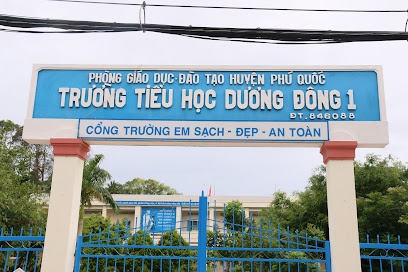 PHÒNG GIÁO DỤC ĐÀO TẠO HUYỆN PHÚ QUỐC
TRƯỜNG TIỂU HỌC DƯƠNG ĐÔNG 1
ĐT.846088
CỔNG TRƯỜNG EM SẠCH - ĐẸP - AN TOÀN